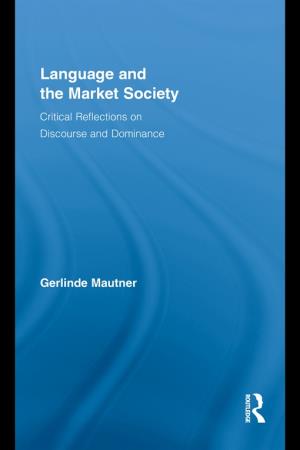 Language and
the Market Society
Critical Reflections on
Discourse and Dominance
Gerlinde Mautner
ROUTLEDGE